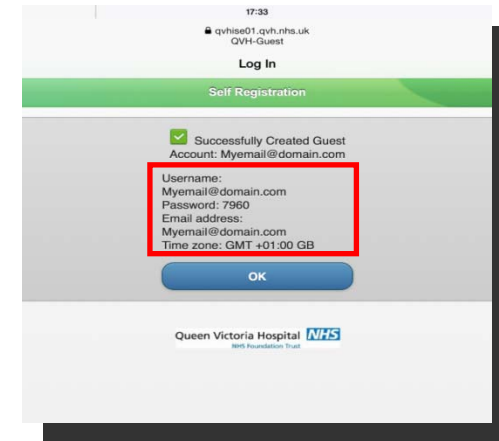 17:33
qvhise01.qvh.nhs.uk
QVH-Guest
Log In
Self Registration
Successfully Created Guest
Account: Myemail@domain.com
Username:
Myemail@domain.com
Password: 7960
Email address:
Myemail@domain.com
Time zone: GMT +01:00 GB
OK
Queen Victoria Hospital NHS
NHS Foundation Trust